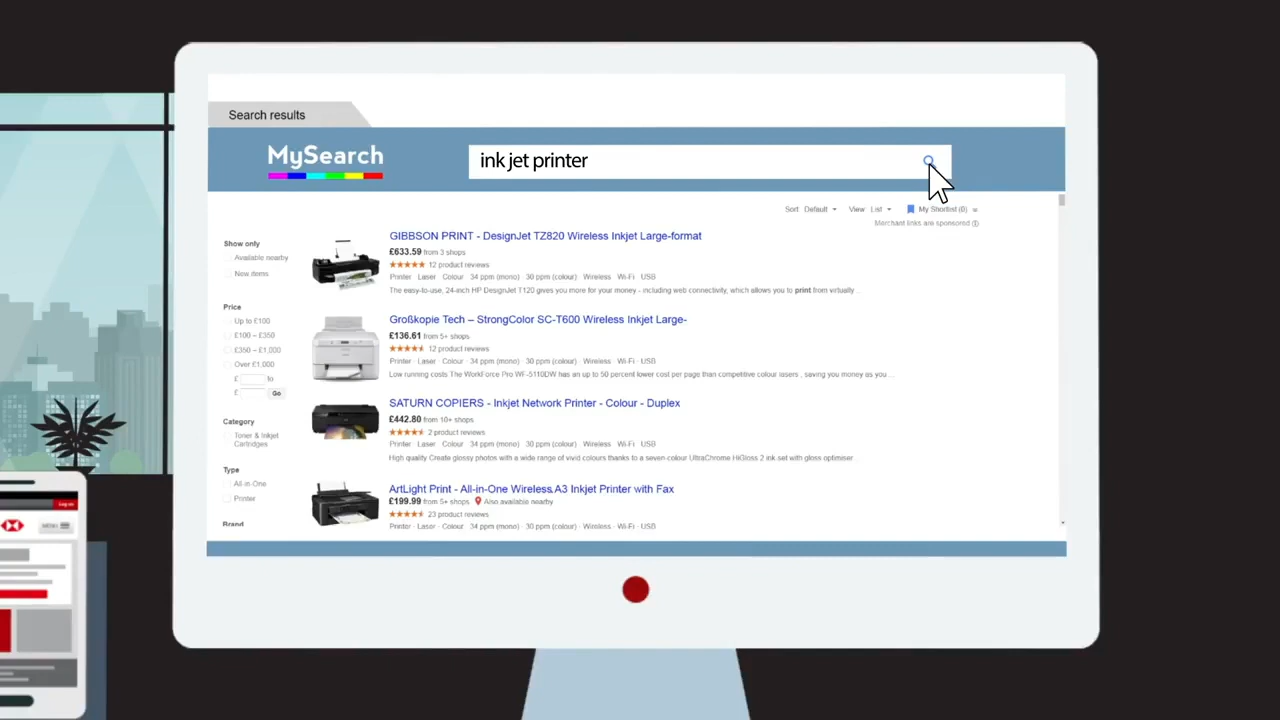 Search results
MySearch
ink jet printer
Sort Default View List My Shortlist (0)
Merchant links are sponsored
Show only
Available nearby
New items
Price
Up to £100
£100 – £350
£350 – £1,000
Over £1,000
£ to
£ Go
Category
Toner & Inkjet
Cartridges
Type
All-in-One
Printer
Brand
GIBBSON PRINT - DesignJet TZ820 Wireless Inkjet Large-format
£633.59 from 3 shops
12 product reviews
Printer Laser Colour 34 ppm (mono) 30 ppm (colour) Wireless Wi-Fi USB
The easy-to-use, 24-inch HP DesignJet T120 gives you more for your money - including web connectivity, which allows you to print from virtually ...
Großkopie Tech – StrongColor SC-T600 Wireless Inkjet Large-
£136.61 from 5+ shops
12 product reviews
Printer · Laser · Colour · 34 ppm (mono) · 30 ppm (colour) · Wireless · Wi-Fi · USB
Low running costs The WorkForce Pro WF-5110DW has an up to 50 percent lower cost per page than competitive colour lasers , saving you money as you ...
SATURN COPIERS - Inkjet Network Printer - Colour - Duplex
£442.80 from 10+ shops
2 product reviews
Printer · Laser · Colour · 34 ppm (mono) · 30 ppm (colour) · Wireless · Wi-Fi · USB
High quality Create glossy photos with a wide range of vivid colours thanks to a seven-colour UltraChrome HiGloss 2 ink set with gloss optimiser ...
ArtLight Print - All-in-One Wireless A3 Inkjet Printer with Fax
£199.99 from 5+ shops Also available nearby
23 product reviews
Printer · Laser · Colour · 34 ppm (mono) · 30 ppm (colour) · Wireless · Wi-Fi · USB
Log on
MENU